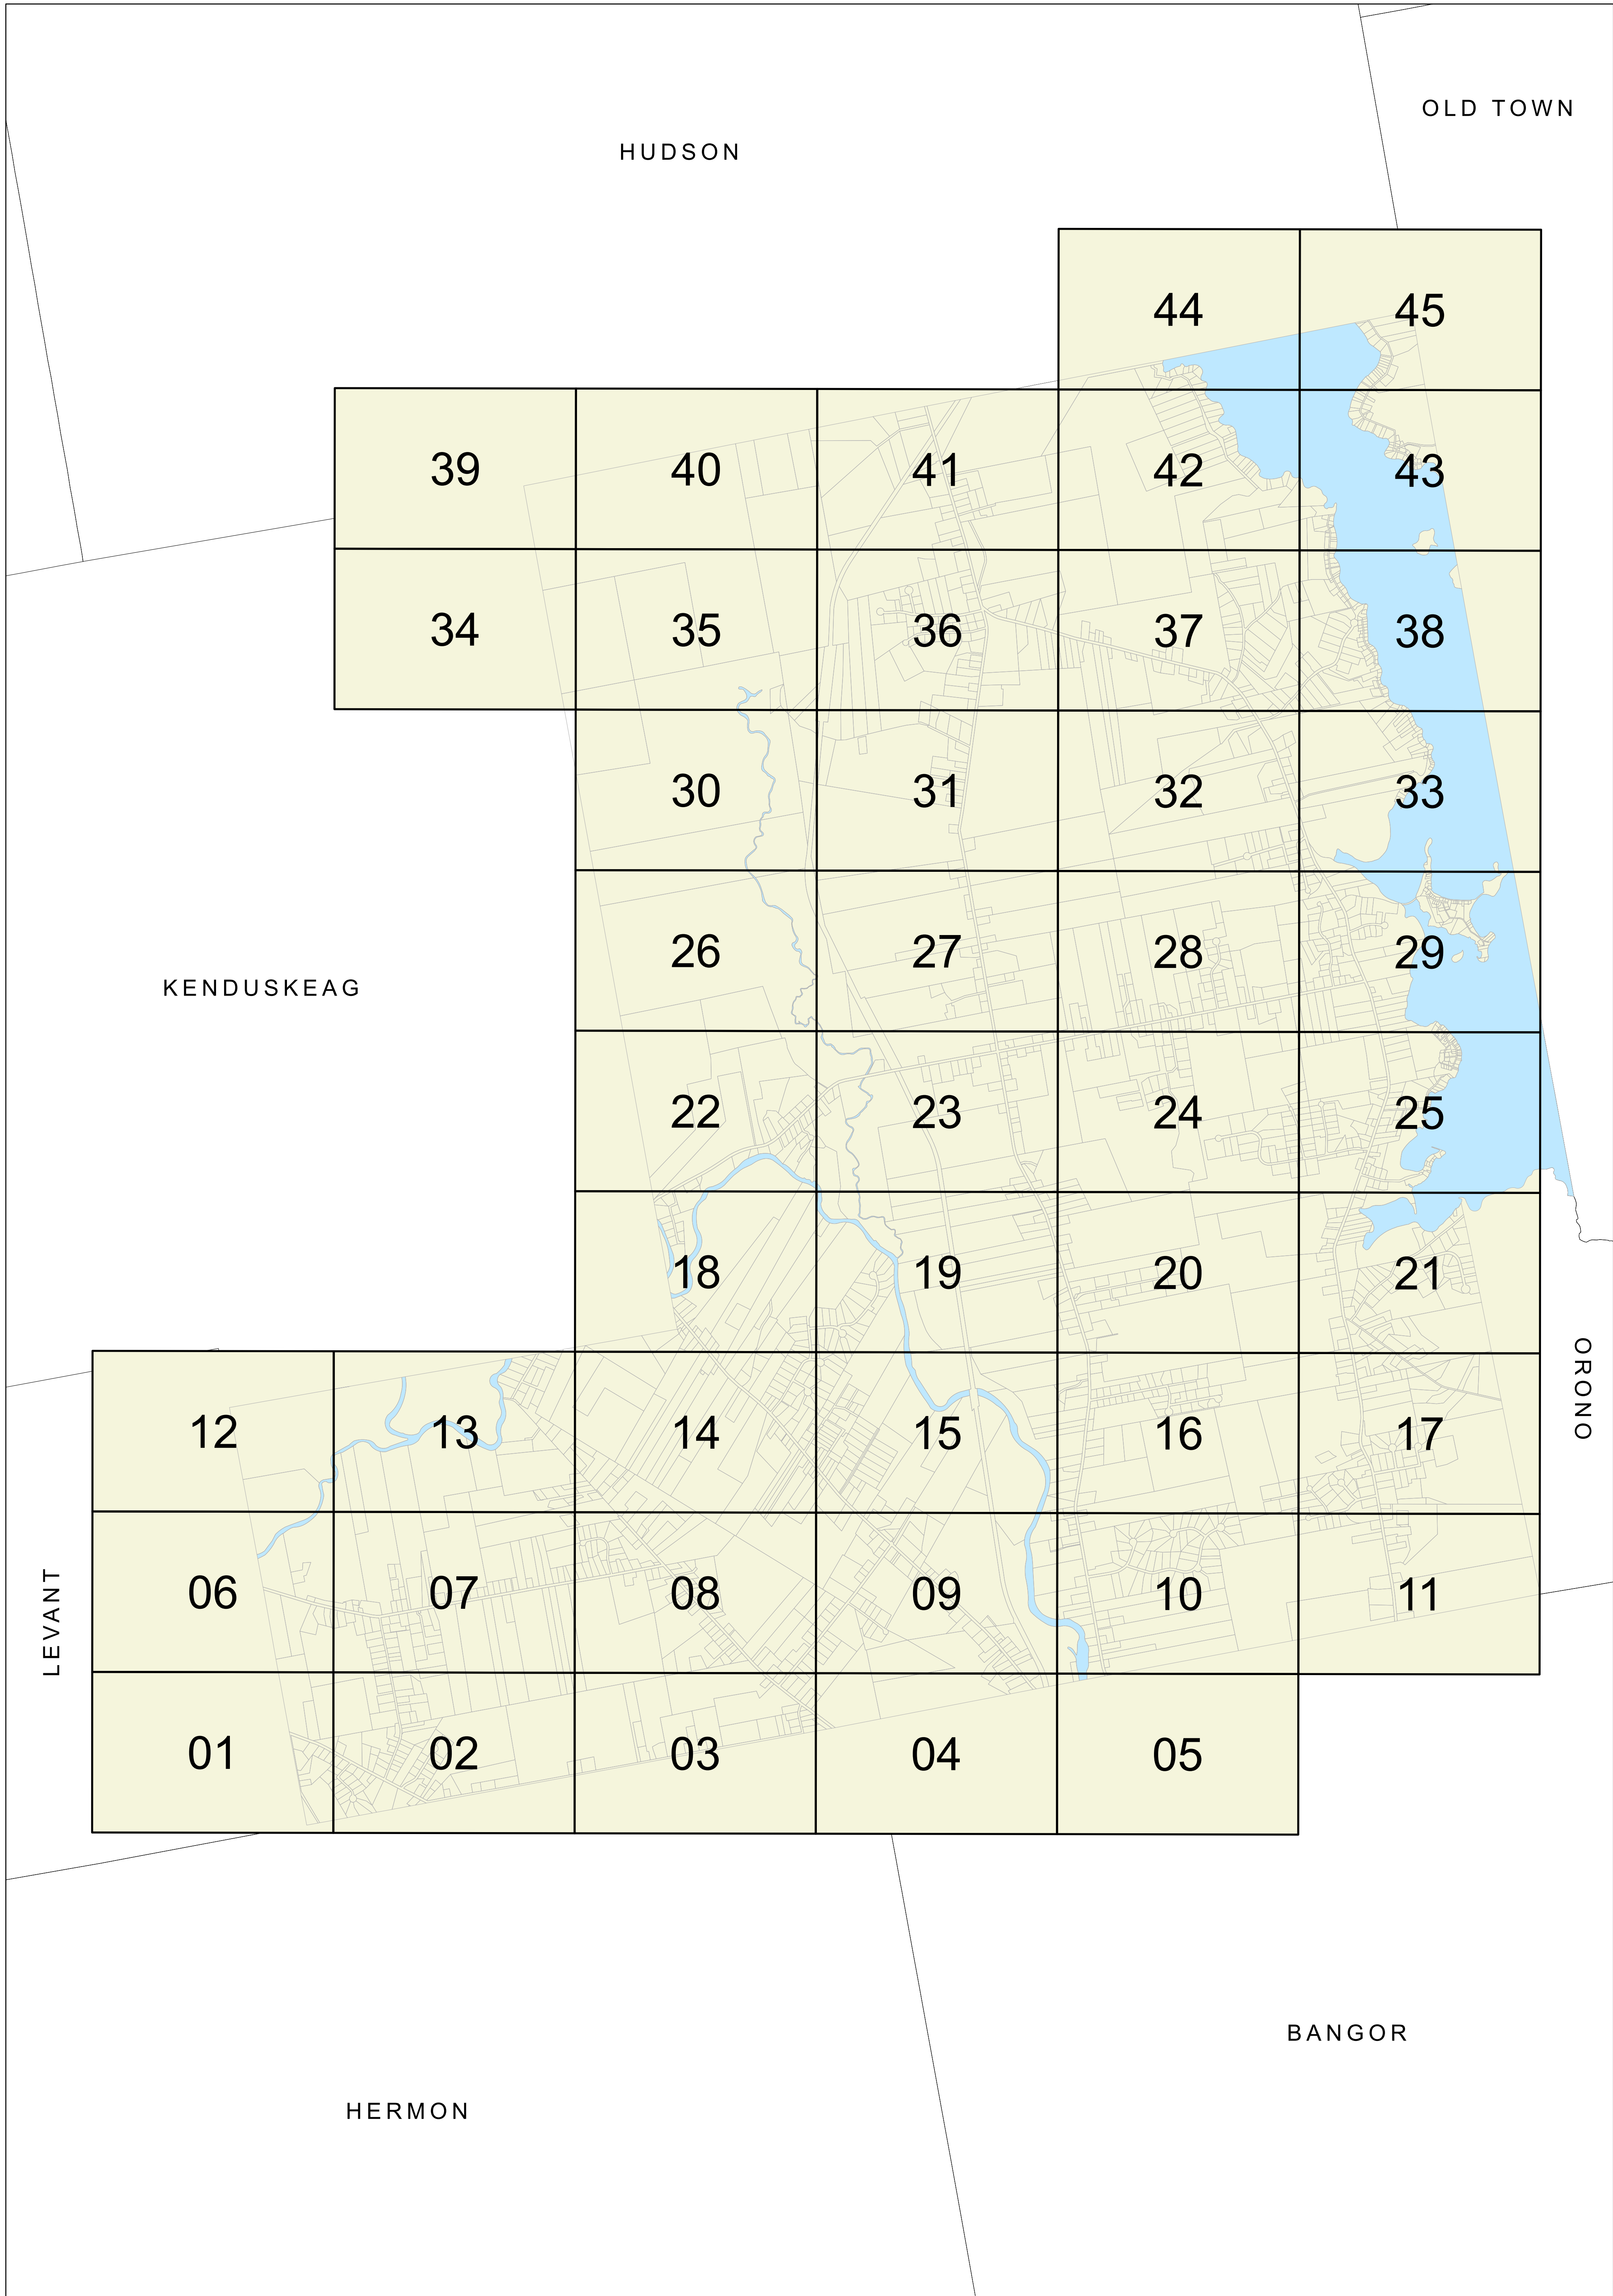 OLD TOWN
HUDSON
44 45
39 40 41 42 43
34 35 36 37 38
30 31 32 33
KENDUSKEAG
26 27 28 29
22 23 24 25
18 19 20 21
ORONO
12 13 14 15 16 17
LEVANT
06 07 08 09 10 11
01 02 03 04 05
BANGOR
HERMON